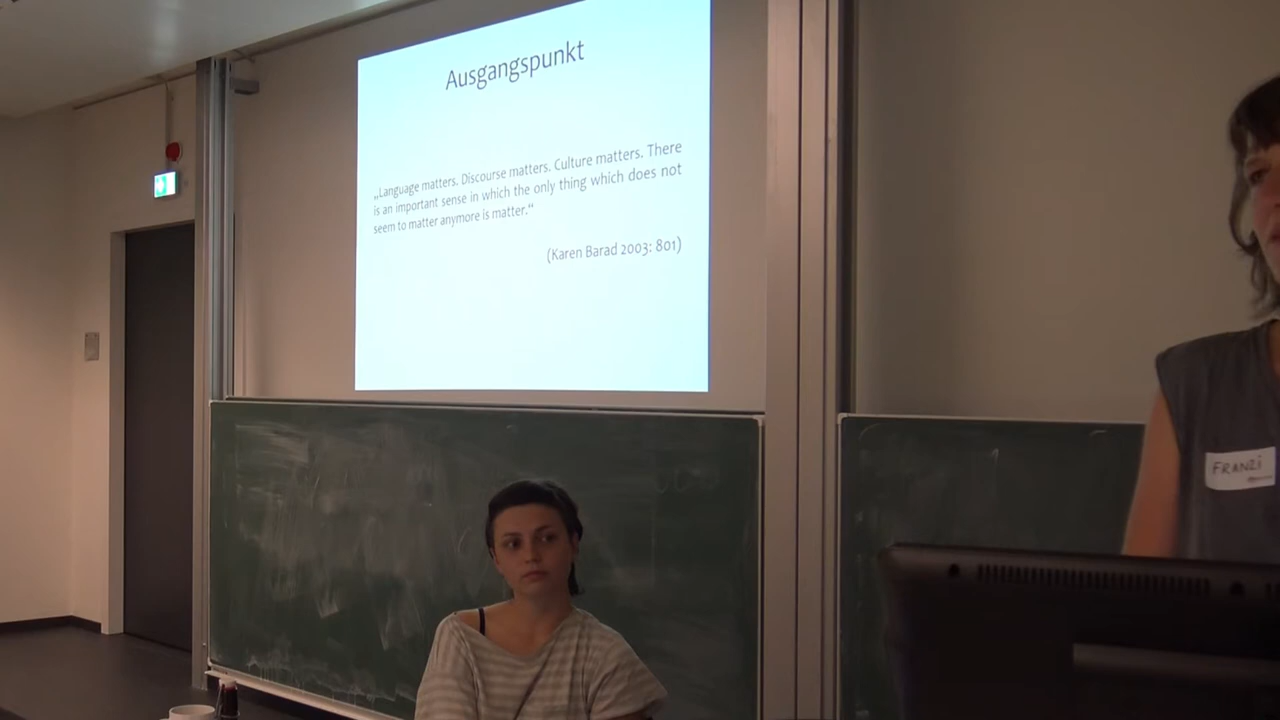 Ausgangspunkt
„Language matters. Discourse matters. Culture matters. There
is an important sense in which the only thing which does not
seem to matter anymore is matter.“
(Karen Barad 2003: 801)
FRANZi